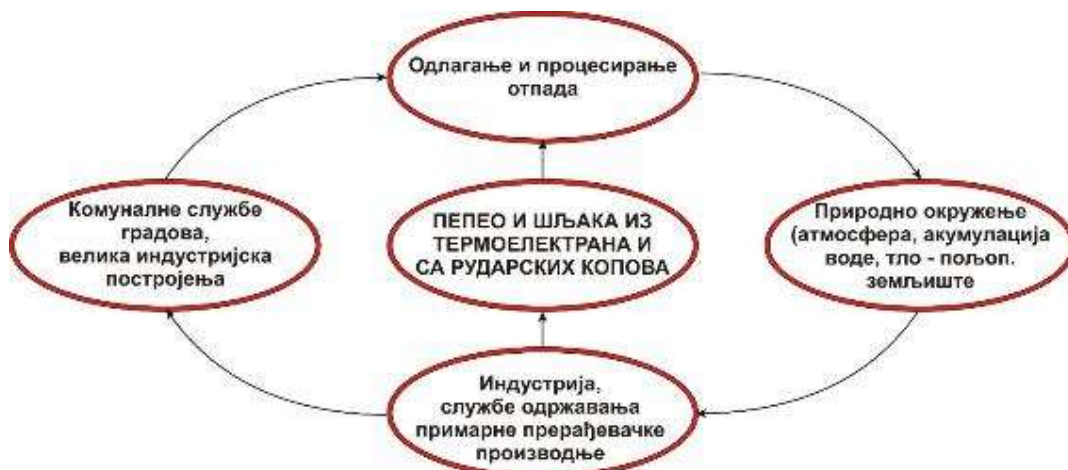 Одлагање и процесирање
отпада
Комуналне службе
градова,
велика индустријска
постројења
ПЕПЕО И ШЉАКА ИЗ
ТЕРМОЕЛЕКТРАНА И
СА РУДАРСКИХ КОПОВА
Природно окружење
(атмосфера, акумулација
воде, тло - пољоп.
земљиште
Индустрија,
службе одржавања
примарне прерађевачке
производње